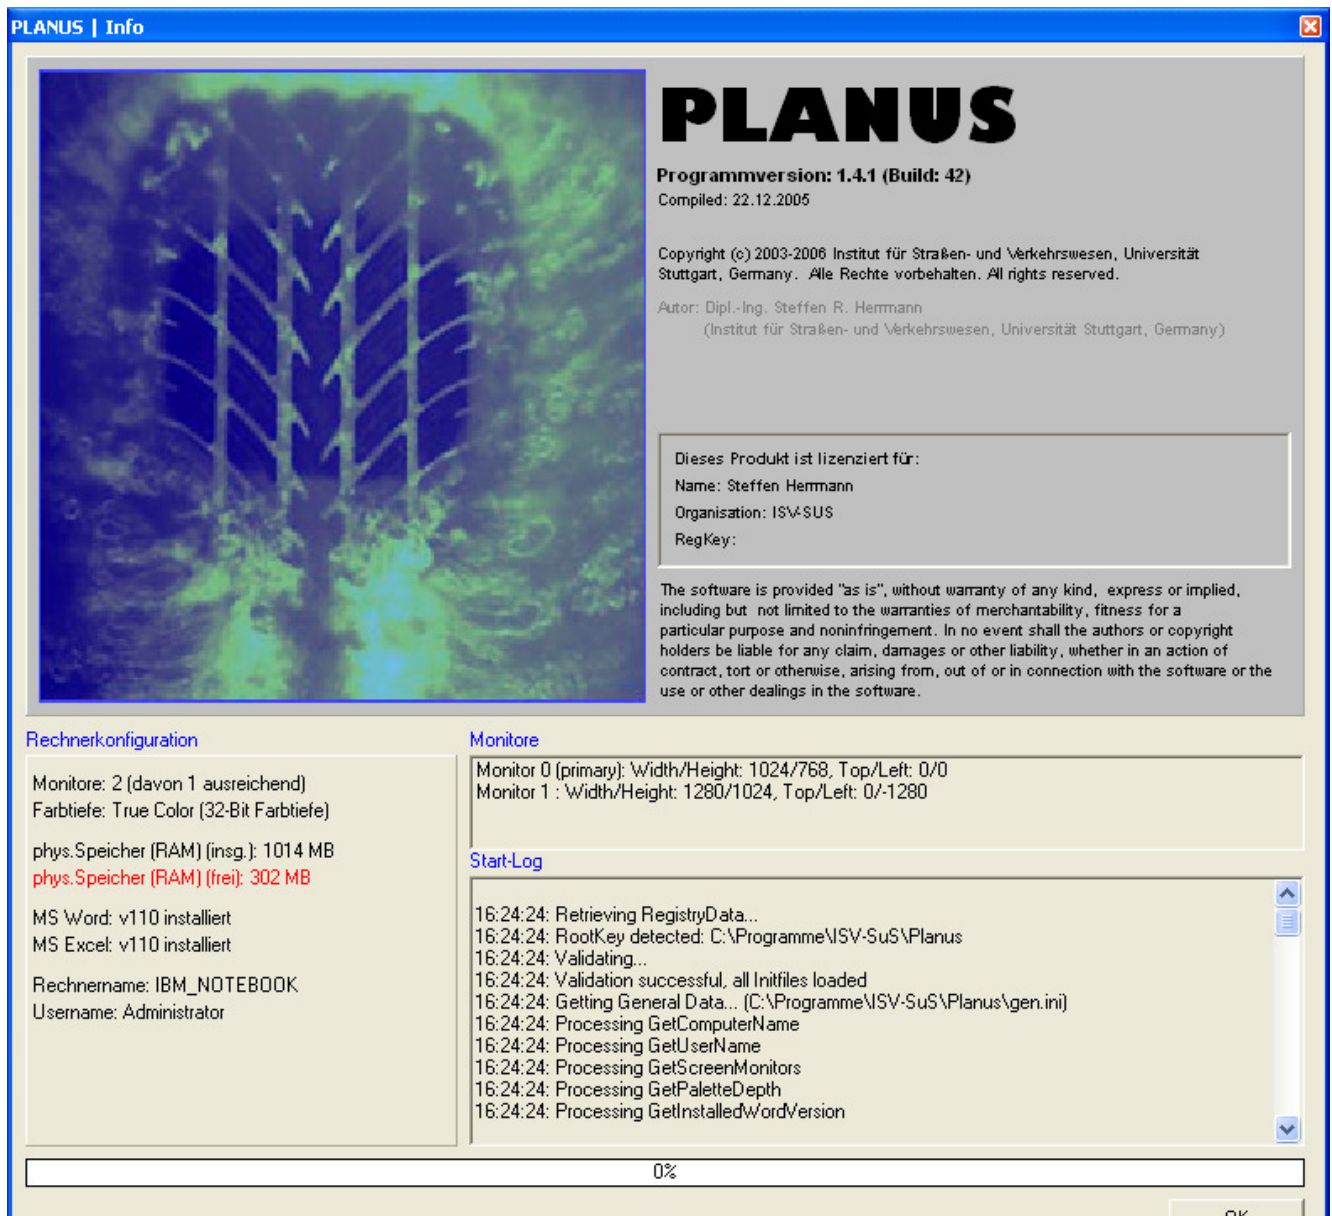 PLANUS | Info
PLANUS
Programmversion: 1.4.1 (Build: 42)
Compiled: 22.12.2005
Copyright (c) 2003-2006 Institut für Straßen- und Verkehrswesen, Universität
Stuttgart, Germany.  Alle Rechte vorbehalten. All rights reserved.
Autor: Dipl.-Ing. Steffen R. Herrmann
(Institut für Straßen- und Verkehrswesen, Universität Stuttgart, Germany)
Dieses Produkt ist lizenziert für:
Name: Steffen Herrmann
Organisation: ISV-SUS
RegKey:
The software is provided "as is", without warranty of any kind,  express or implied,
including but  not limited to the warranties of merchantability, fitness for a
particular purpose and noninfringement. In no event shall the authors or copyright
holders be liable for any claim, damages or other liability, whether in an action of
contract, tort or otherwise, arising from, out of or in connection with the software or the
use or other dealings in the software.
Rechnerkonfiguration
Monitore: 2 (davon 1 ausreichend)
Farbtiefe: True Color (32-Bit Farbtiefe)
phys.Speicher (RAM) (insg.): 1014 MB
phys.Speicher (RAM) (frei): 302 MB
MS Word: v110 installiert
MS Excel: v110 installiert
Rechnername: IBM_NOTEBOOK
Username: Administrator
Monitore
Monitor 0 (primary): Width/Height: 1024/768, Top/Left: 0/0
Monitor 1 : Width/Height: 1280/1024, Top/Left: 0/-1280
Start-Log
16:24:24: Retrieving RegistryData...
16:24:24: RootKey detected: C:\Programme\ISV-SuS\Planus
16:24:24: Validating...
16:24:24: Validation successful, all Initfiles loaded
16:24:24: Getting General Data... (C:\Programme\ISV-SuS\Planus\gen.ini)
16:24:24: Processing GetComputerName
16:24:24: Processing GetUserName
16:24:24: Processing GetScreenMonitors
16:24:24: Processing GetPaletteDepth
16:24:24: Processing GetInstalledWordVersion
0%
OK